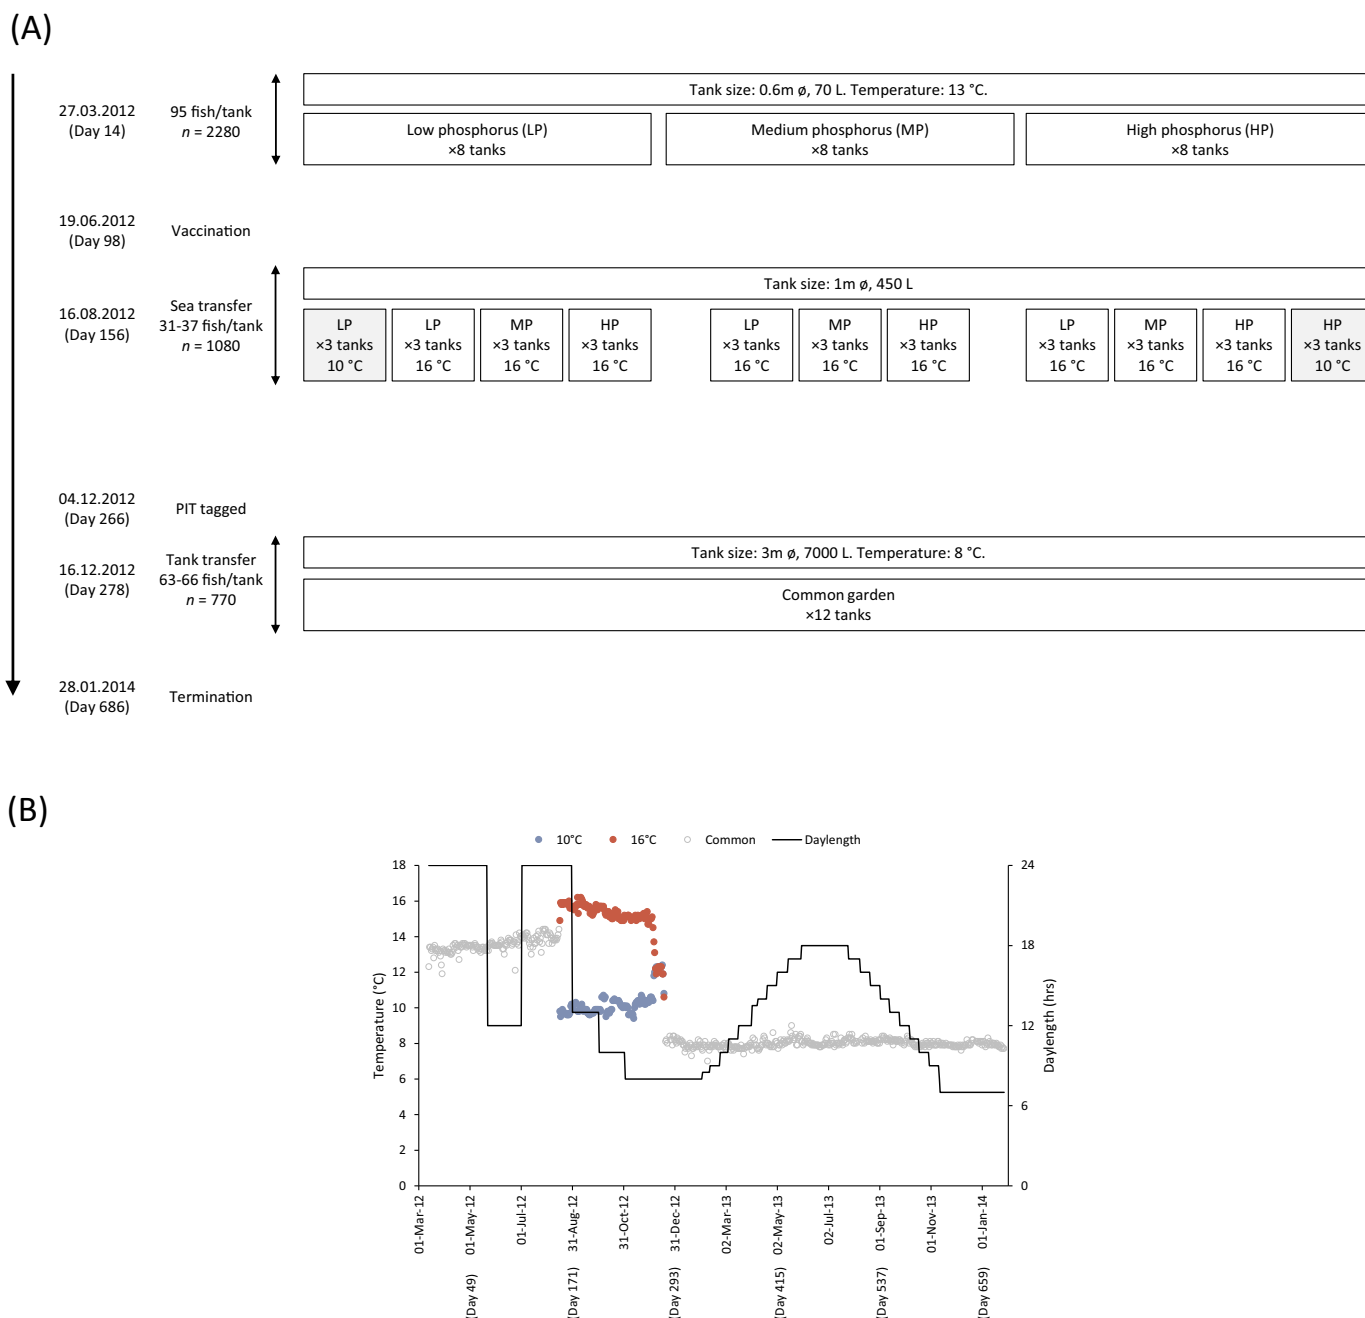 (A)
27.03.2012
(Day 14)
95 fish/tank
n = 2280
Tank size: 0.6m ø, 70 L. Temperature: 13 °C.
Low phosphorus (LP)
×8 tanks
Medium phosphorus (MP)
×8 tanks
High phosphorus (HP)
×8 tanks
19.06.2012
(Day 98)
Vaccination
16.08.2012
(Day 156)
Sea transfer
31-37 fish/tank
n = 1080
Tank size: 1m ø, 450 L
LP
×3 tanks
10 °C
LP
×3 tanks
16 °C
MP
×3 tanks
16 °C
HP
×3 tanks
16 °C
LP
×3 tanks
16 °C
MP
×3 tanks
16 °C
HP
×3 tanks
16 °C
LP
×3 tanks
16 °C
MP
×3 tanks
16 °C
HP
×3 tanks
16 °C
HP
×3 tanks
10 °C
04.12.2012
(Day 266)
PIT tagged
16.12.2012
(Day 278)
Tank transfer
63-66 fish/tank
n = 770
Tank size: 3m ø, 7000 L. Temperature: 8 °C.
Common garden
×12 tanks
28.01.2014
(Day 686)
Termination
(B)
10°C 16°C Common Daylength
Temperature (°C)
18
16
14
12
10
8
6
4
2
0
24
18
12
6
0
Daylength (hrs)
01-Mar-12
01-May-12
01-Jul-12
31-Aug-12
31-Oct-12
31-Dec-12
02-Mar-13
02-May-13
02-Jul-13
01-Sep-13
01-Nov-13
01-Jan-14
(Day 49)
(Day 171)
(Day 293)
(Day 415)
(Day 537)
(Day 659)